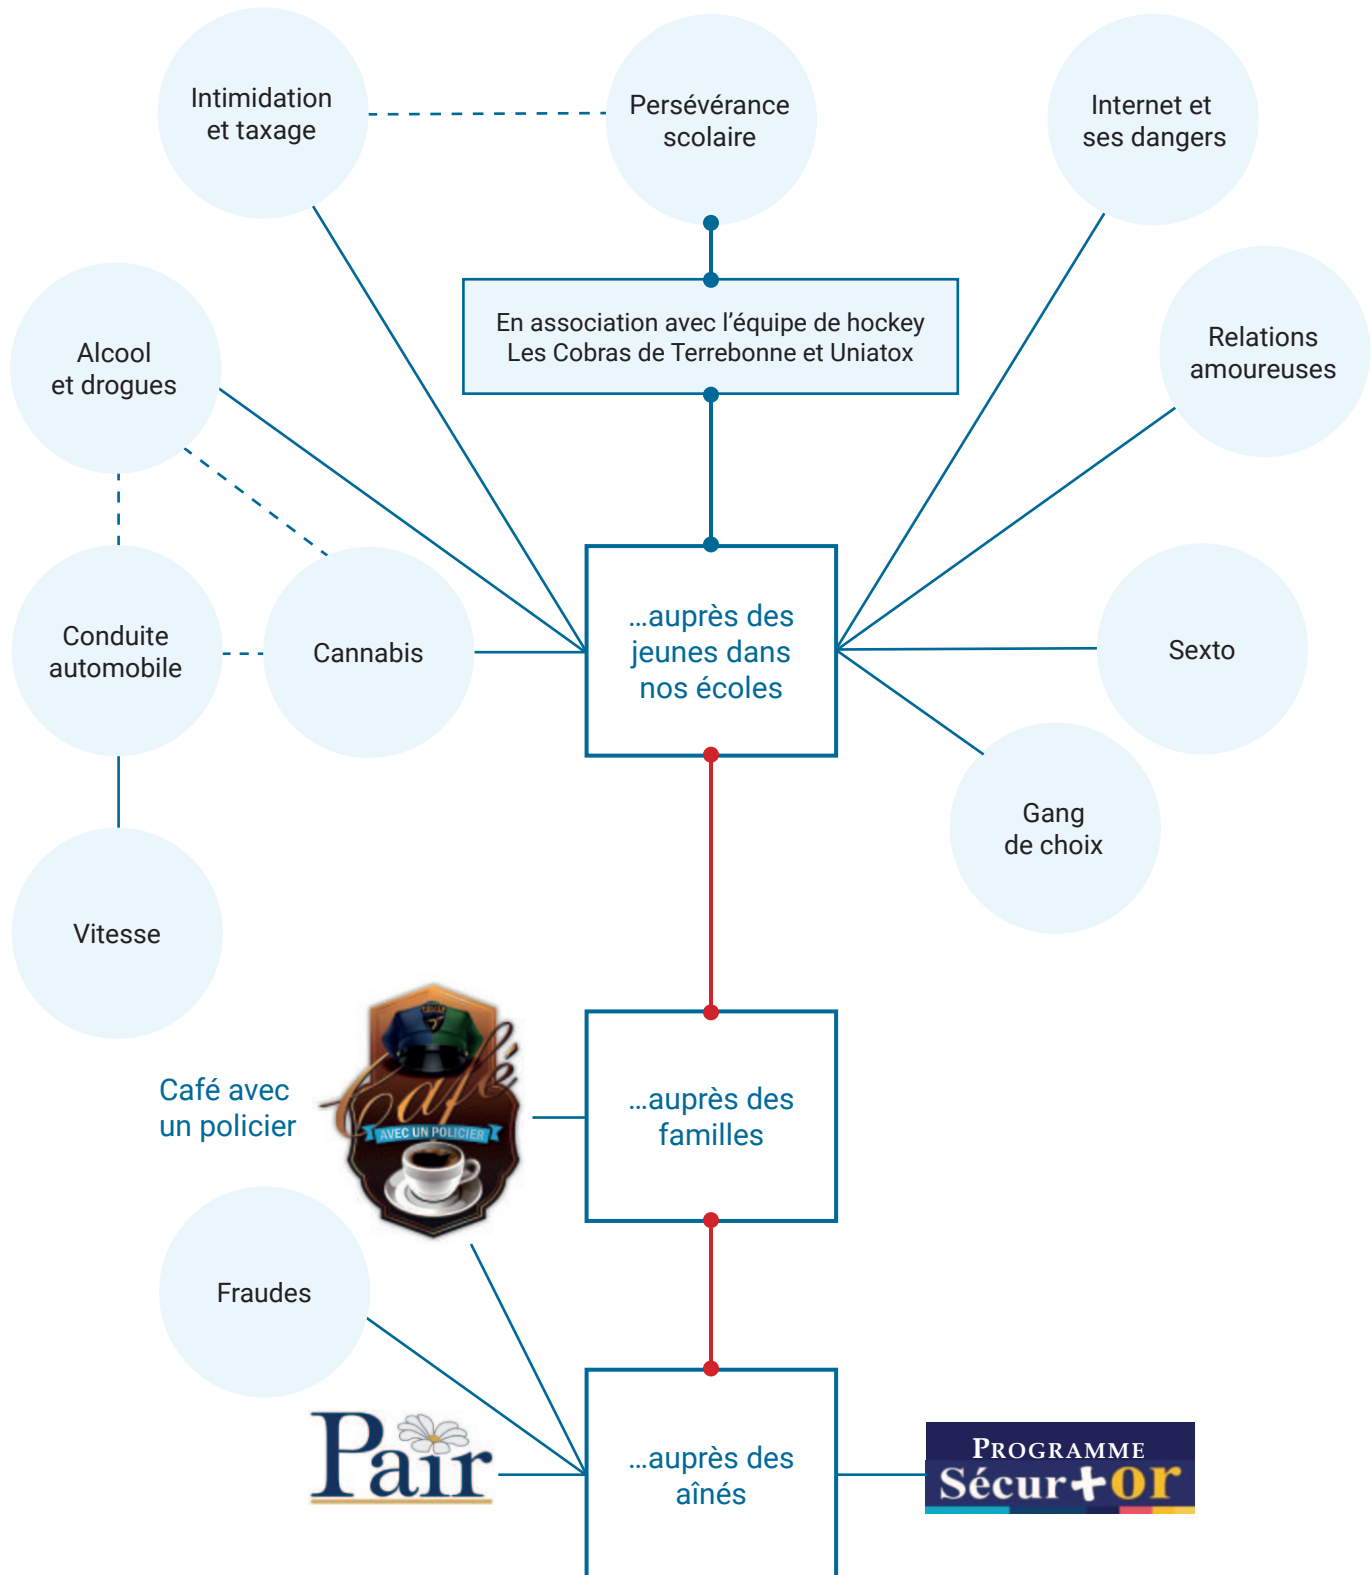 Intimidation
et taxage
Persévérance
scolaire
Internet et
ses dangers
En association avec l’équipe de hockey
Les Cobras de Terrebonne et Uniatox
Alcool
et drogues
Relations
amoureuses
Conduite
automobile
Cannabis
...auprès des
jeunes dans
nos écoles
Sexto
Gang
de choix
Vitesse
Café avec
un policier
Café
AVEC UN POLICIER
...auprès des
familles
Fraudes
Pair
...auprès des
aînés
PROGRAMME
Sécur+or